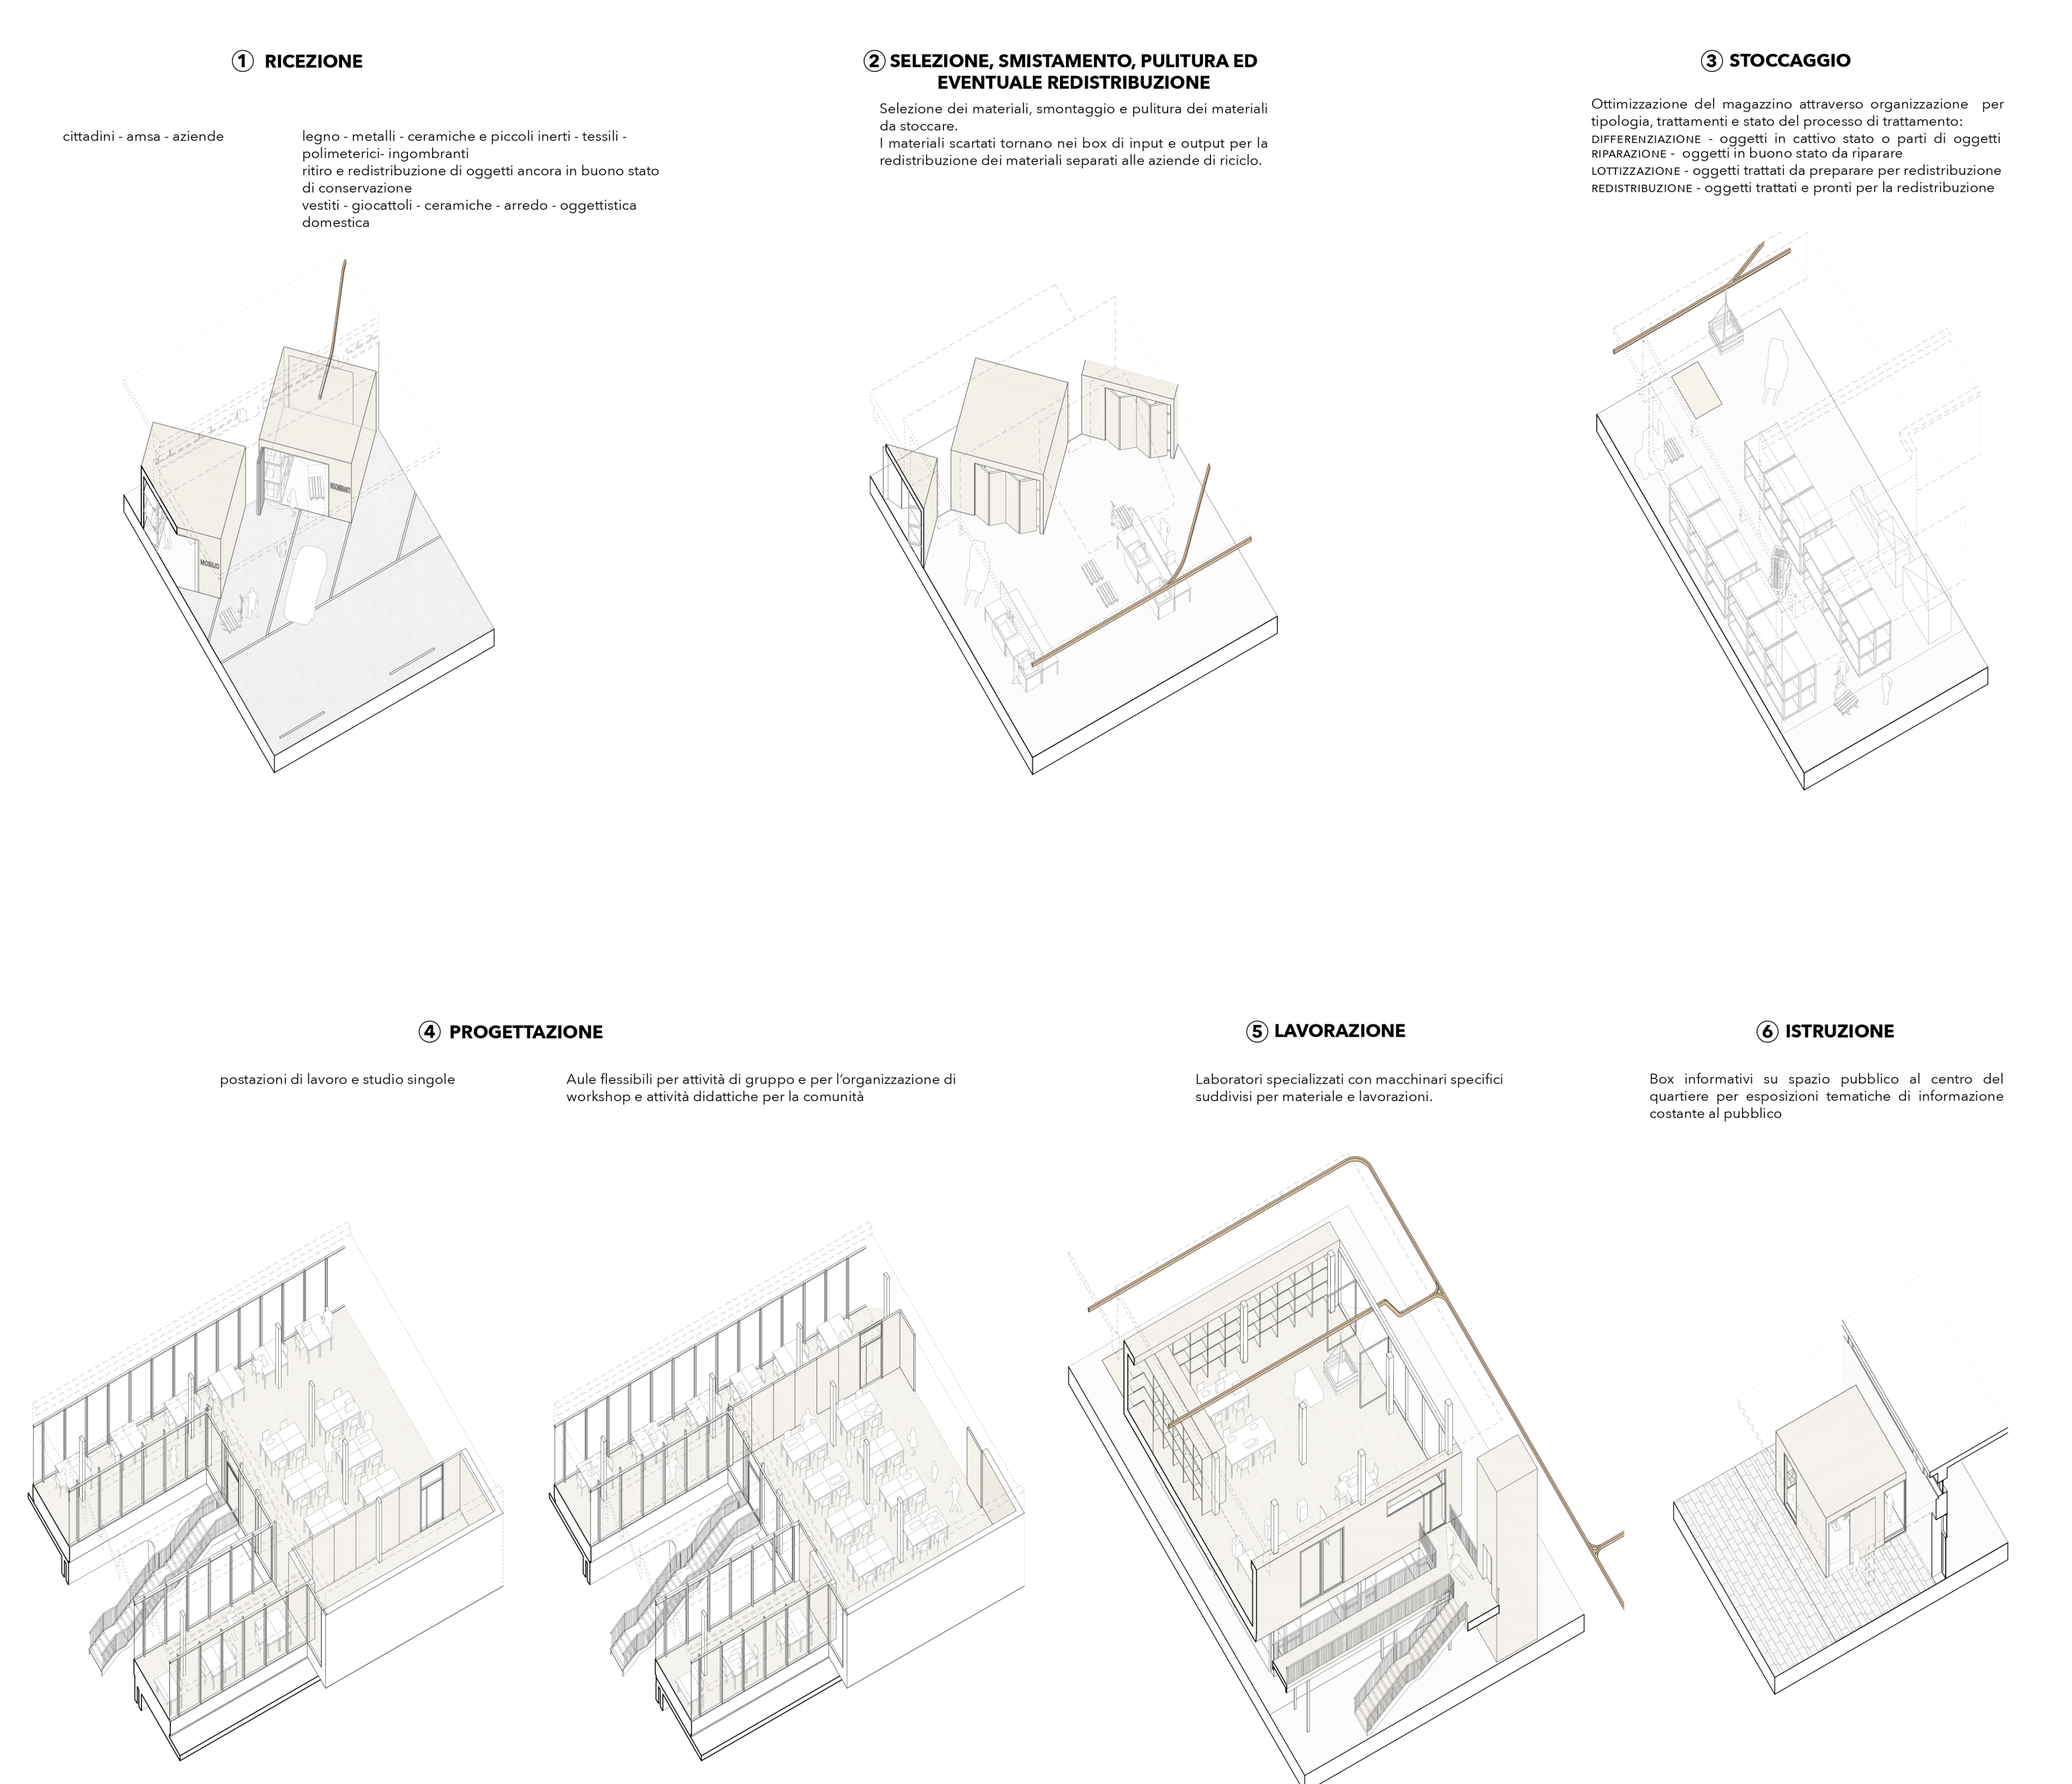 ① RICEZIONE
cittadini - amsa - aziende
legno - metalli - ceramiche e piccoli inerti - tessili -
polimeterici- ingombranti
ritiro e redistribuzione di oggetti ancora in buono stato
di conservazione
vestiti - giocattoli - ceramiche - arredo - oggettistica
domestica
INGOMBRANTI
MOBILIO
② SELEZIONE, SMISTAMENTO, PULITURA ED
EVENTUALE REDISTRIBUZIONE
Selezione dei materiali, smontaggio e pulitura dei materiali
da stoccare.
I materiali scartati tornano nei box di input e output per la
redistribuzione dei materiali separati alle aziende di riciclo.
③ STOCCAGGIO
Ottimizzazione del magazzino attraverso organizzazione per
tipologia, trattamenti e stato del processo di trattamento:
DIFFERENZIAZIONE - oggetti in cattivo stato o parti di oggetti
RIPARAZIONE - oggetti in buono stato da riparare
LOTTIZZAZIONE - oggetti trattati da preparare per redistribuzione
REDISTRIBUZIONE - oggetti trattati e pronti per la redistribuzione
④ PROGETTAZIONE
postazioni di lavoro e studio singole
Aule flessibili per attività di gruppo e per l’organizzazione di
workshop e attività didattiche per la comunità
⑤ LAVORAZIONE
Laboratori specializzati con macchinari specifici
suddivisi per materiale e lavorazioni.
⑥ ISTRUZIONE
Box informativi su spazio pubblico al centro del
quartiere per esposizioni tematiche di informazione
costante al pubblico